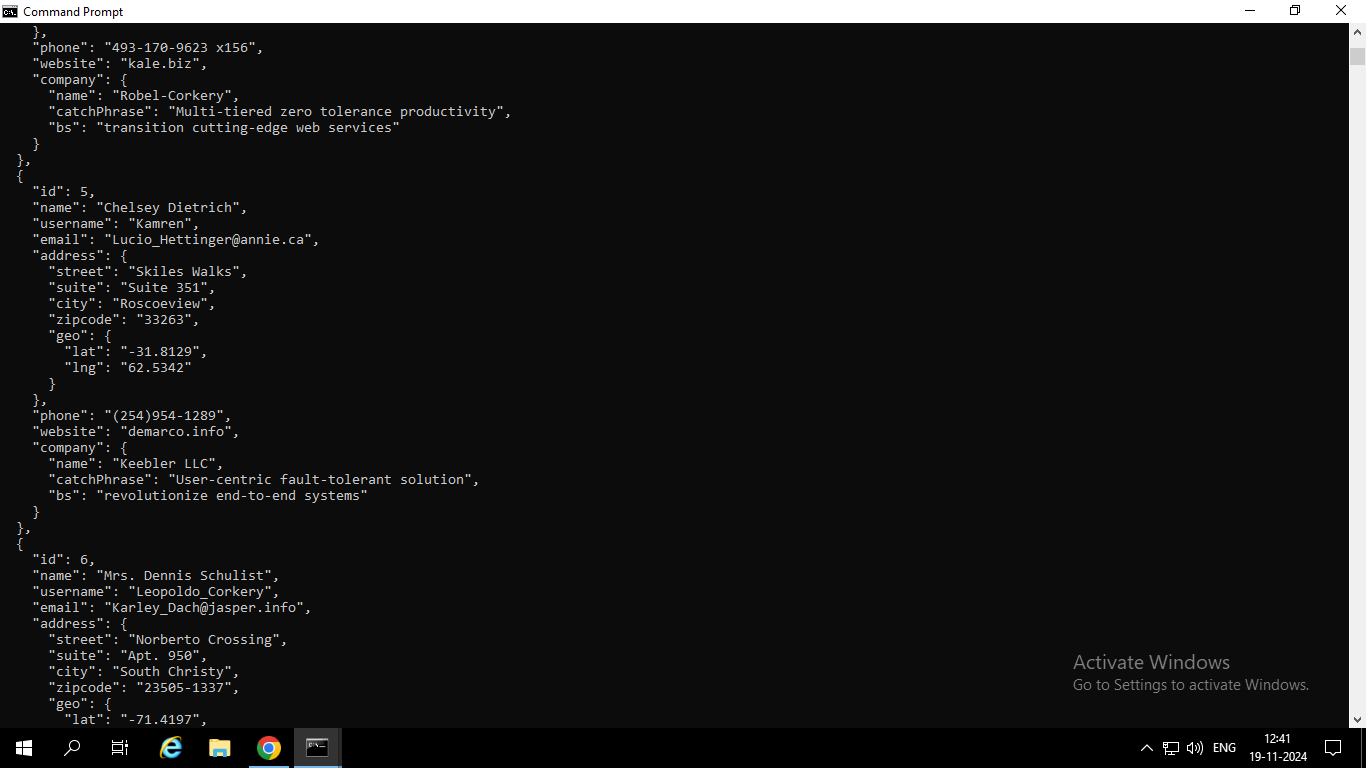 Command Prompt
},
"phone": "493-170-9623 x156",
"website": "kale.biz",
"company": {
"name": "Robel-Corkery",
"catchPhrase": "Multi-tiered zero tolerance productivity",
"bs": "transition cutting-edge web services"
}
},
{
"id": 5,
"name": "Chelsey Dietrich",
"username": "Kamren",
"email": "Lucio_Hettinger@annie.ca",
"address": {
"street": "Skiles Walks",
"suite": "Suite 351",
"city": "Roscoeview",
"zipcode": "33263",
"geo": {
"lat": "-31.8129",
"lng": "62.5342"
}
},
"phone": "(254)954-1289",
"website": "demarco.info",
"company": {
"name": "Keebler LLC",
"catchPhrase": "User-centric fault-tolerant solution",
"bs": "revolutionize end-to-end systems"
}
},
{
"id": 6,
"name": "Mrs. Dennis Schulist",
"username": "Leopoldo_Corkery",
"email": "Karley_Dach@jasper.info",
"address": {
"street": "Norberto Crossing",
"suite": "Apt. 950",
"city": "South Christy",
"zipcode": "23505-1337",
"geo": {
"lat": "-71.4197",
Activate Windows
Go to Settings to activate Windows.
ENG
12:41
19-11-2024